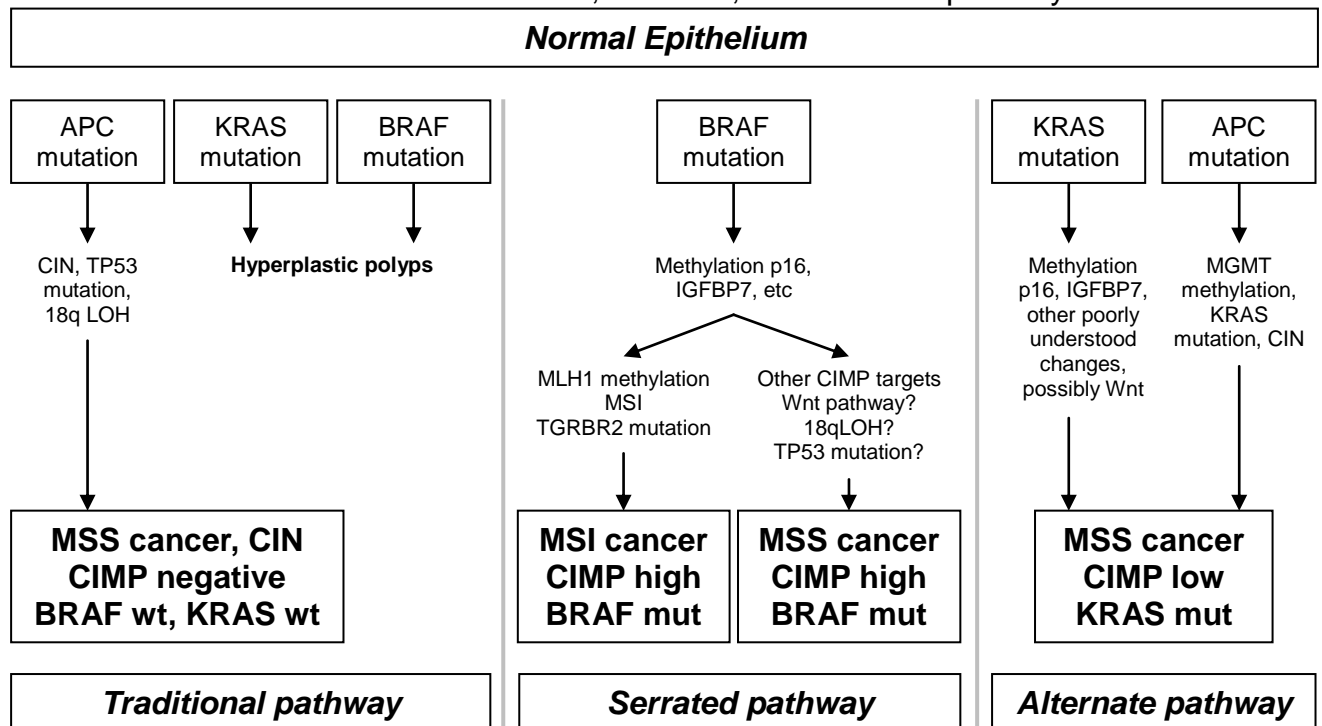 Normal Epithelium
APC
mutation
KRAS
mutation
BRAF
mutation
BRAF
mutation
KRAS
mutation
APC
mutation
CIN, TP53
mutation,
18q LOH
Hyperplastic polyps
Methylation p16,
IGFBP7, etc
Methylation
p16, IGFBP7,
other poorly
understood
changes,
possibly Wnt
MGMT
methylation,
KRAS
mutation, CIN
MLH1 methylation
MSI
TGRBR2 mutation
Other CIMP targets
Wnt pathway?
18qLOH?
TP53 mutation?
MSS cancer, CIN
CIMP negative
BRAF wt, KRAS wt
MSI cancer
CIMP high
BRAF mut
MSS cancer
CIMP high
BRAF mut
MSS cancer
CIMP low
KRAS mut
Traditional pathway
Serrated pathway
Alternate pathway